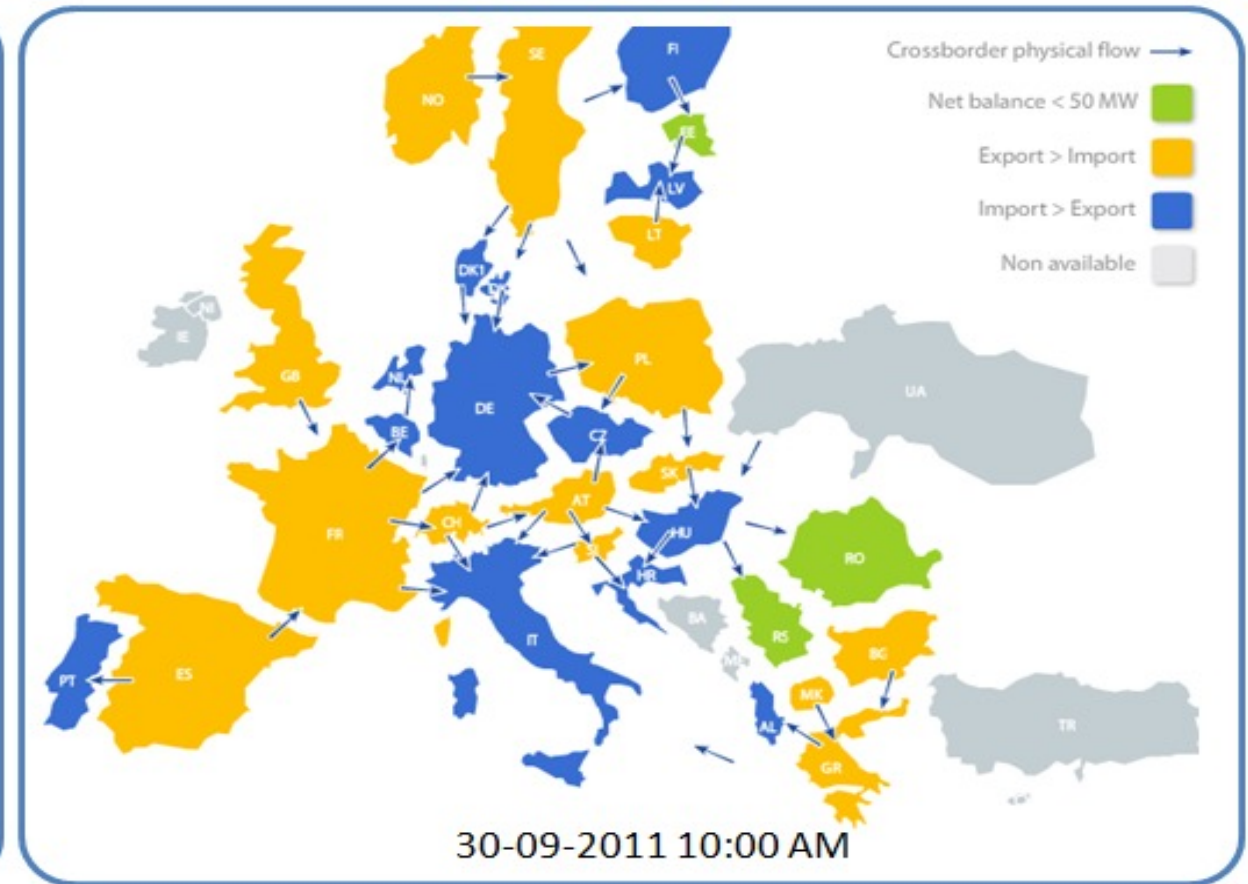 Crossborder physical flow
Net balance < 50 MW
Export > Import
Import > Export
Non available
NO
SE
FI
EE
LV
LT
DK1
NI
IE
GB
NL
BE
DE
PL
CZ
UA
SK
FR
CH
AT
HU
HR
RO
BA
RS
BG
IT
ES
PT
MK
AL
GR
TR
30-09-2011 10:00 AM